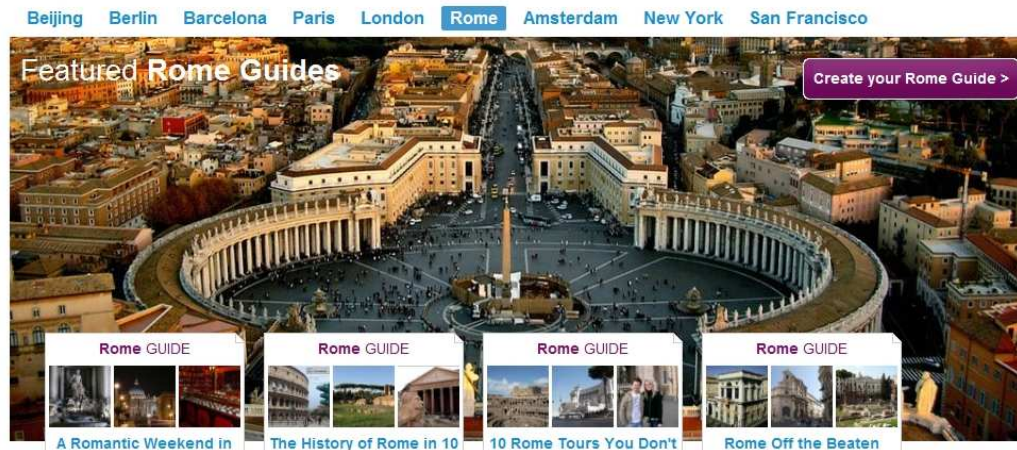 Beijing Berlin Barcelona Paris London Rome Amsterdam New York San Francisco
Featured Rome Guides
Create your Rome Guide >
Rome GUIDE
A Romantic Weekend in
Rome GUIDE
The History of Rome in 10
Rome GUIDE
10 Rome Tours You Don't
Rome GUIDE
Rome Off the Beaten